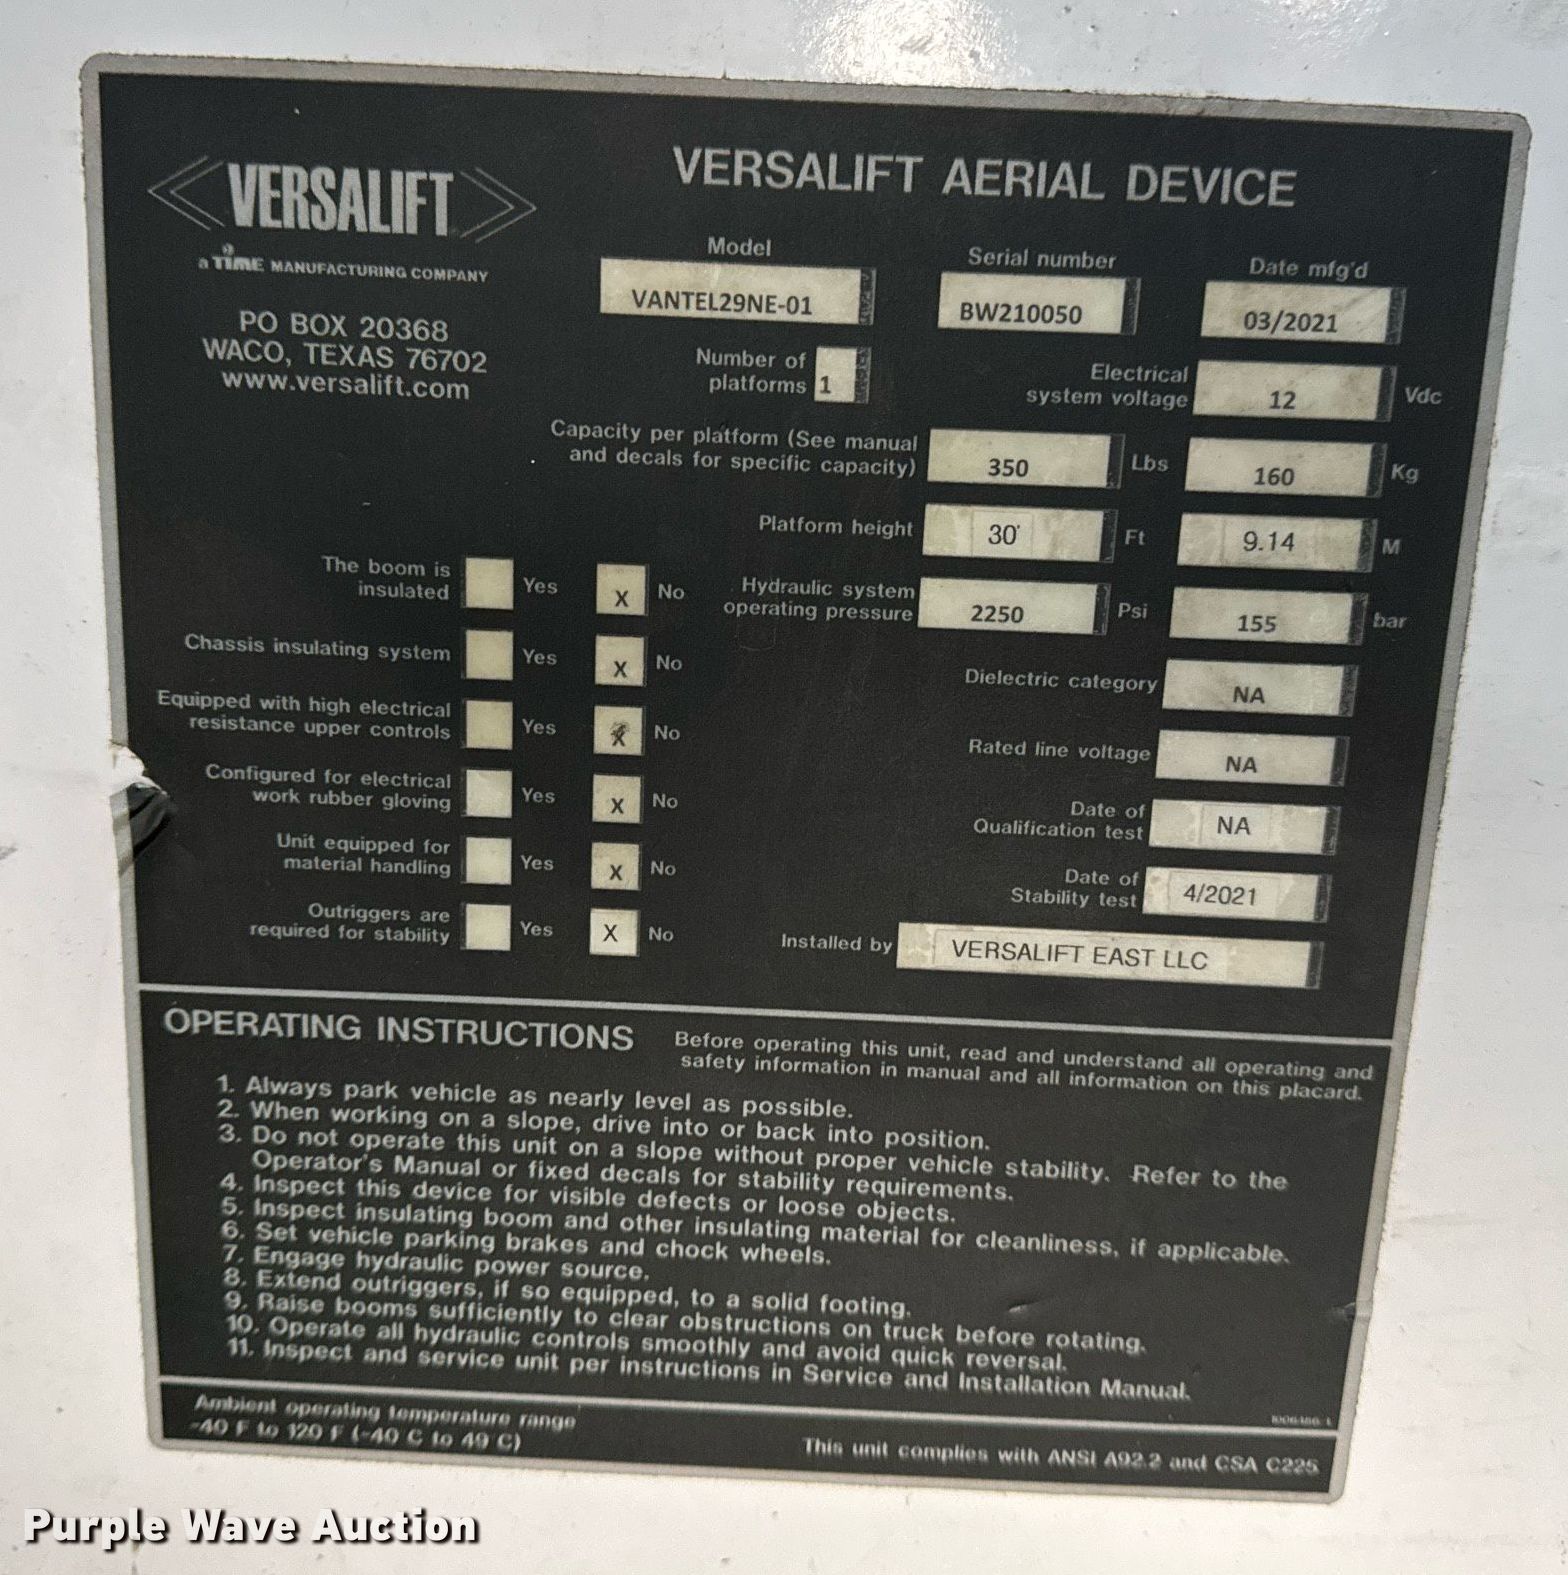 VERSALIFT
a TIME MANUFACTURING COMPANY
PO BOX 20368
WACO, TEXAS 76702
www.versalift.com
VERSALIFT AERIAL DEVICE
Model
VANTEL29NE-01
Serial number
BW210050
Date mfg'd
03/2021
Number of
platforms 1
Electrical
system voltage 12 Vdc
Capacity per platform (See manual
and decals for specific capacity) 350 Lbs 160 Kg
Platform height 30' Ft 9.14 M
Hydraulic system
operating pressure 2250 Psi 155 bar
Dielectric category NA
Rated line voltage NA
Date of
Qualification test NA
Date of
Stability test 4/2021
Installed by VERSALIFT EAST LLC
The boom is
insulated Yes X No
Chassis insulating system Yes X No
Equipped with high electrical
resistance upper controls Yes X No
Configured for electrical
work rubber gloving Yes X No
Unit equipped for
material handling Yes X No
Outriggers are
required for stability Yes X No
OPERATING INSTRUCTIONS
Before operating this unit, read and understand all operating and
safety information in manual and all information on this placard.
1. Always park vehicle as nearly level as possible.
2. When working on a slope, drive into or back into position.
3. Do not operate this unit on a slope without proper vehicle stability. Refer to the
Operator's Manual or fixed decals for stability requirements.
4. Inspect this device for visible defects or loose objects.
5. Inspect insulating boom and other insulating material for cleanliness, if applicable.
6. Set vehicle parking brakes and chock wheels.
7. Engage hydraulic power source.
8. Extend outriggers, if so equipped, to a solid footing.
9. Raise booms sufficiently to clear obstructions on truck before rotating.
10. Operate all hydraulic controls smoothly and avoid quick reversal.
11. Inspect and service unit per instructions in Service and Installation Manual.
Ambient operating temperature range
-40 F to 120 F (-40 C to 49 C)
This unit complies with ANSI A92.2 and CSA C225
Purple Wave Auction